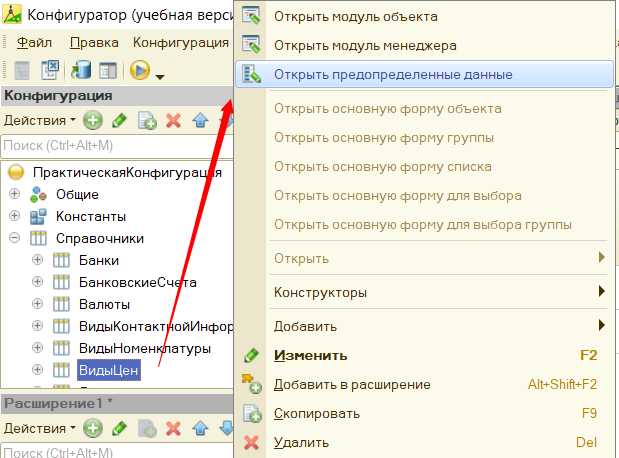 Конфигуратор (учебная верси
Файл Правка Конфигурация
Конфигурация
Действия
Поиск (Ctrl+Alt+M)
ПрактическаяКонфигурация
Общие
Константы
Справочники
Банки
БанковскиеСчета
Валюты
ВидыКонтактнойИнфор
ВидыНоменклатуры
ВидыЦен
Расширение1 *
Действия
Поиск (Ctrl+Alt+M)
Открыть модуль объекта
Открыть модуль менеджера
Открыть предопределенные данные
Открыть основную форму объекта
Открыть основную форму группы
Открыть основную форму списка
Открыть основную форму для выбора
Открыть основную форму для выбора группы
Открыть
Конструкторы
Добавить
Изменить F2
Добавить в расширение Alt+Shift+F2
Скопировать F9
Удалить Del